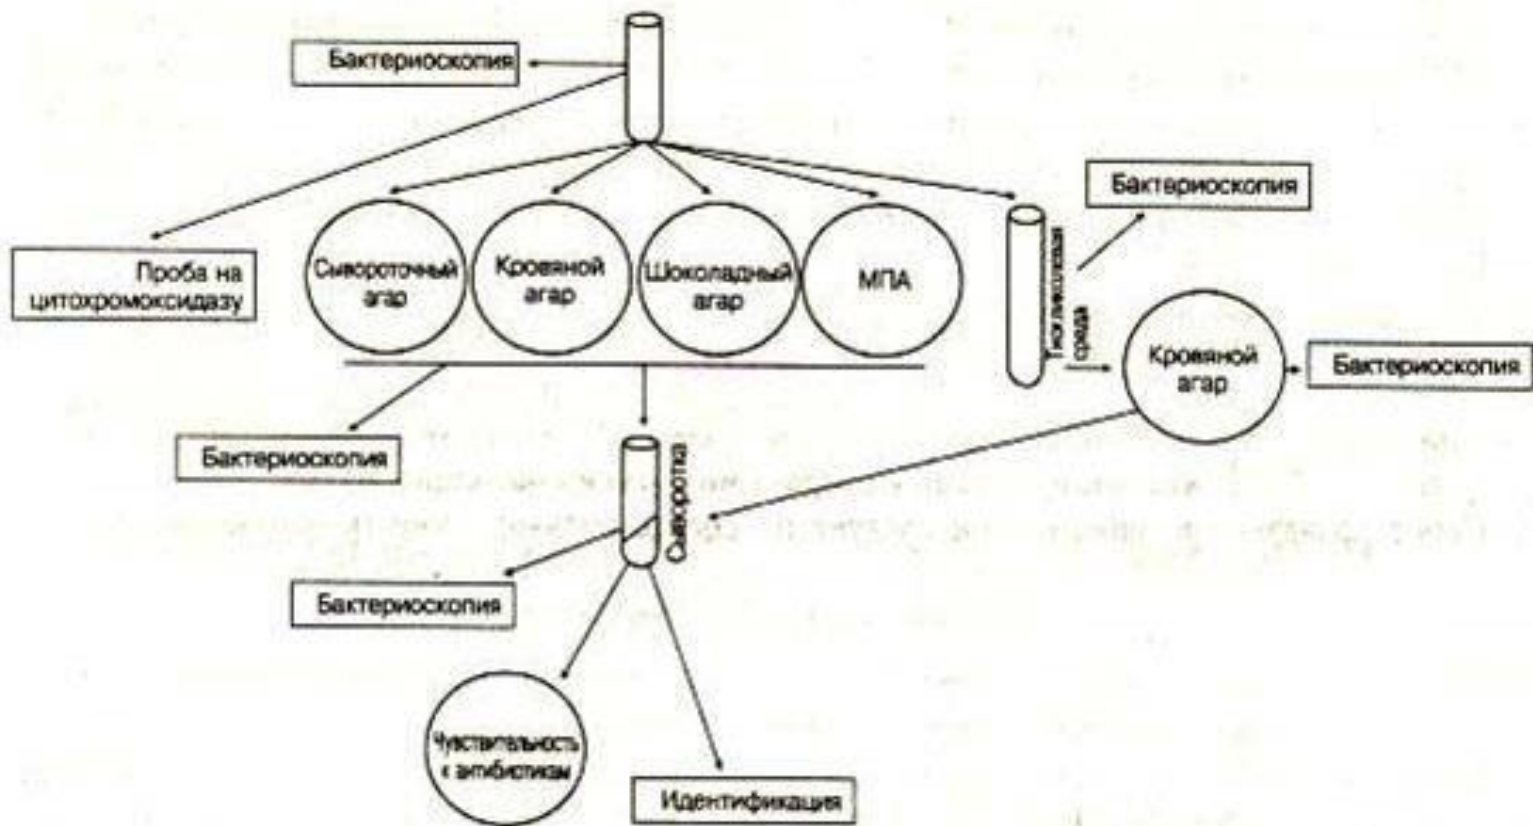 Бактериоскопия
Бактериоскопия
Проба на
цитохромоксидазу
Сывороточный
агар
Кровяной
агар
Шоколадный
агар
МПА
Тиогликолевая
среда
Кровяной
агар
Бактериоскопия
Бактериоскопия
Сыворотка
Бактериоскопия
Чувствительность
к антибиотикам
Идентификация